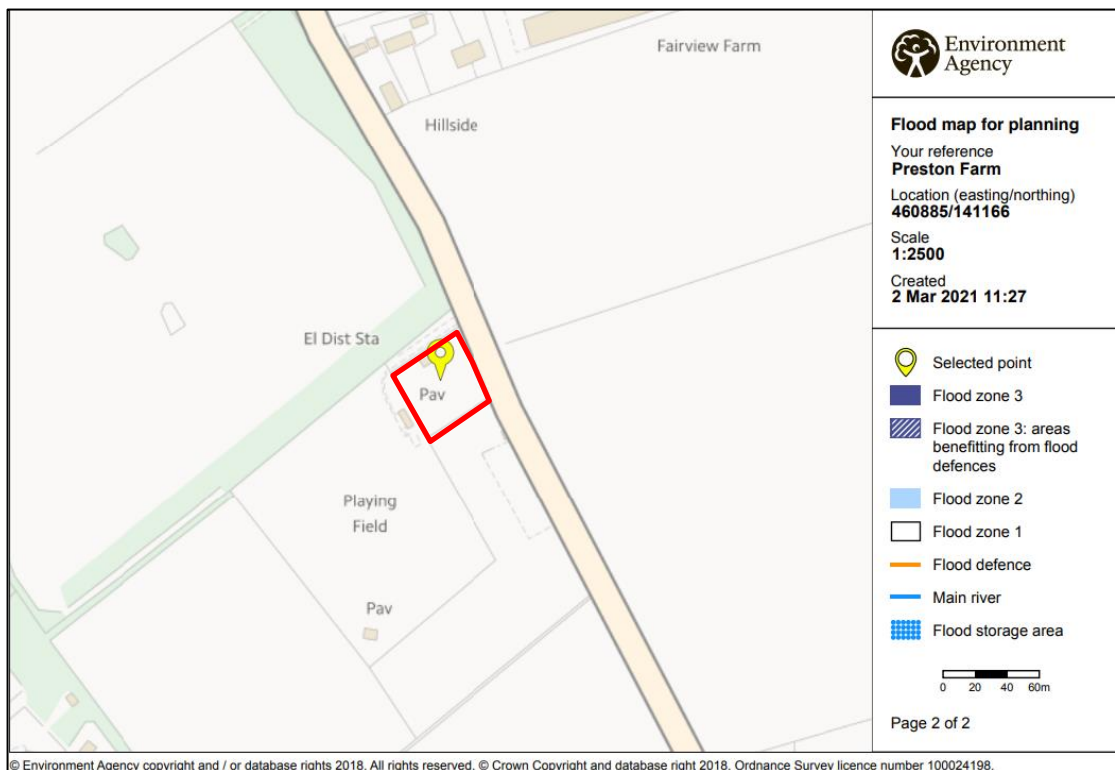 Fairview Farm
Hillside
El Dist Sta
Pav
Playing
Field
Pav
Environment
Agency
Flood map for planning
Your reference
Preston Farm
Location (easting/northing)
460885/141166
Scale
1:2500
Created
2 Mar 2021 11:27
Selected point
Flood zone 3
Flood zone 3: areas
benefitting from flood
defences
Flood zone 2
Flood zone 1
Flood defence
Main river
Flood storage area
0 20 40 60m
Page 2 of 2
© Environment Agency copyright and / or database rights 2018. All rights reserved. © Crown Copyright and database right 2018. Ordnance Survey licence number 100024198.